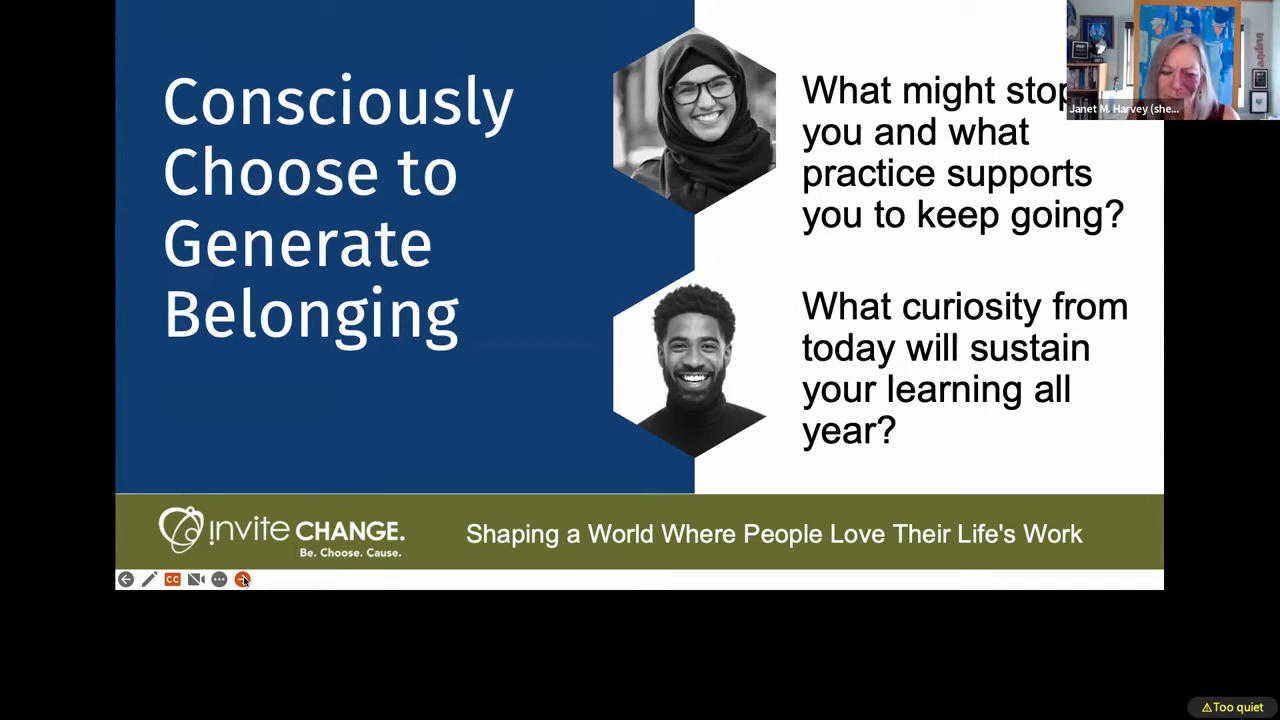 Consciously
Choose to
Generate
Belonging
What might stop
you and what
practice supports
you to keep going?
What curiosity from
today will sustain
your learning all
year?
invite CHANGE.
Be. Choose. Cause.
Shaping a World Where People Love Their Life's Work
CC
Janet M. Harvey (she...
Inspire
Too quiet